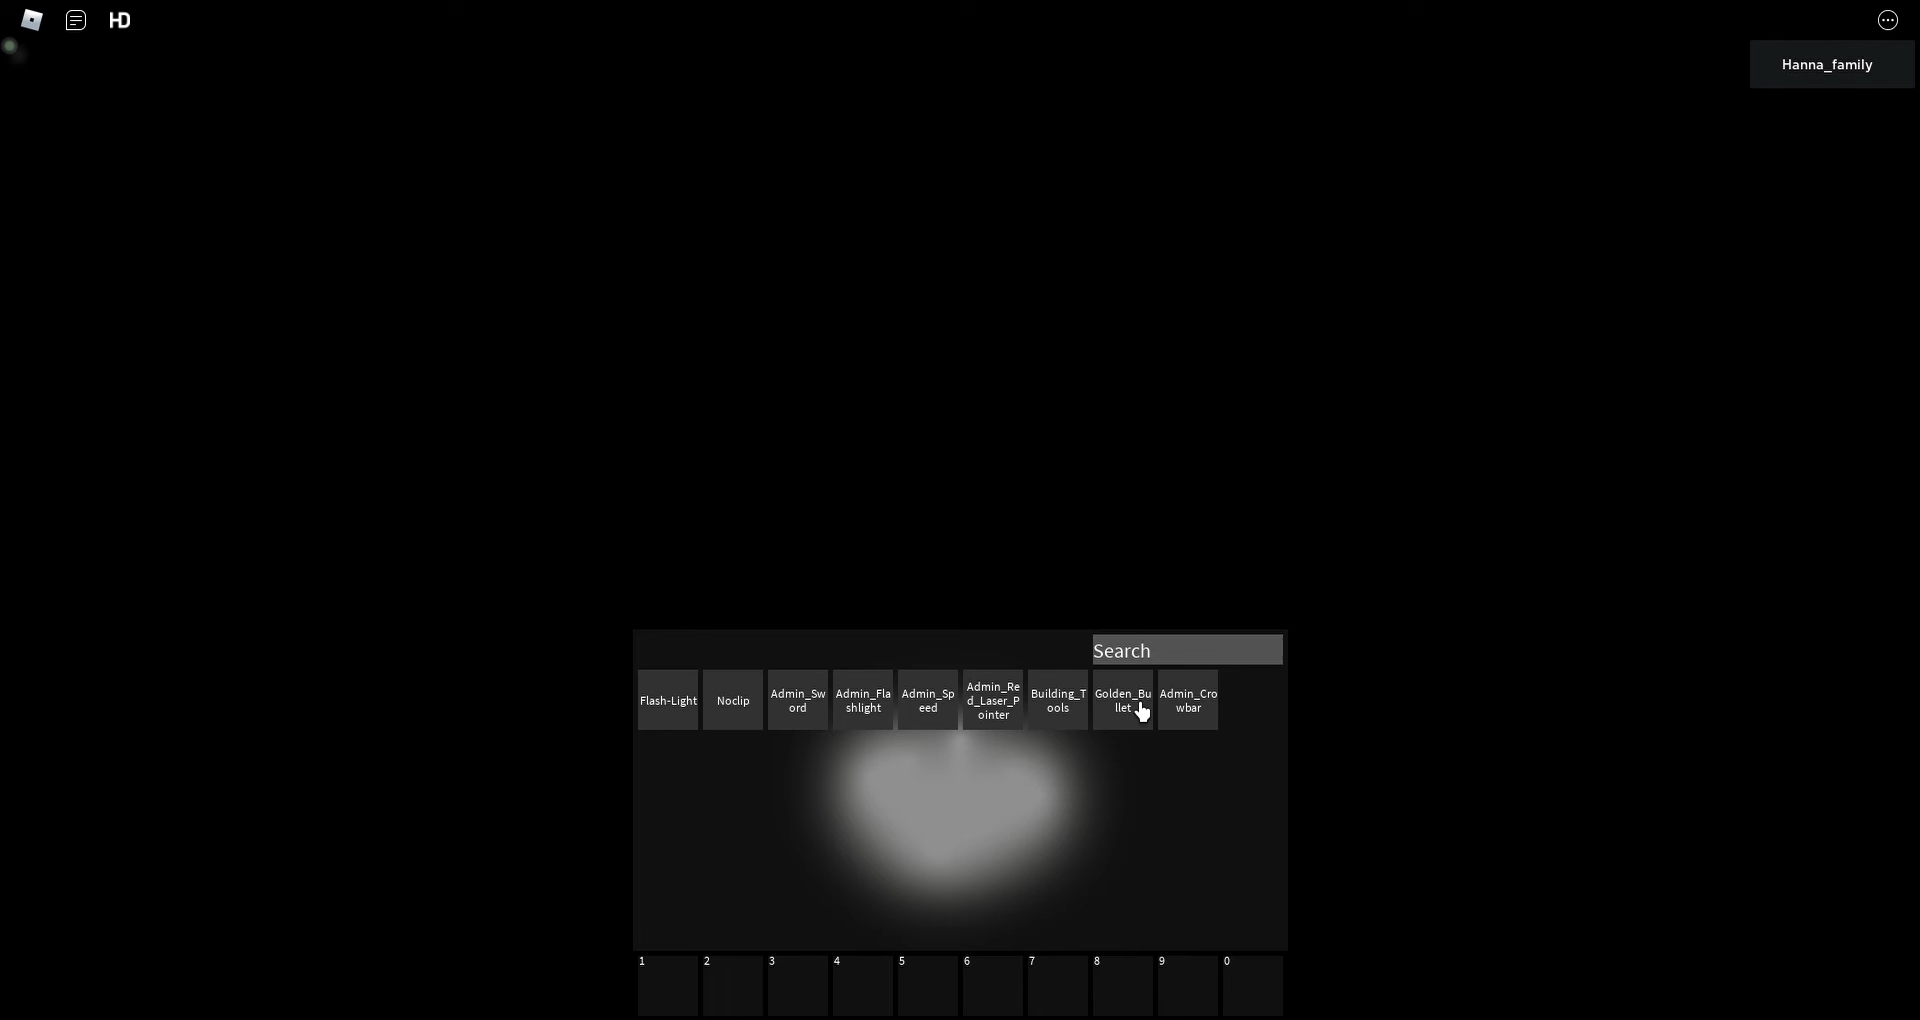 HD
Hanna_family
Search
Flash-Light
Noclip
Admin_Sw
ord
Admin_Fla
shlight
Admin_Sp
eed
Admin_Re
d_Laser_P
ointer
Building_T
ools
Golden_Bu
llet
Admin_Cro
wbar
1
2
3
4
5
6
7
8
9
0